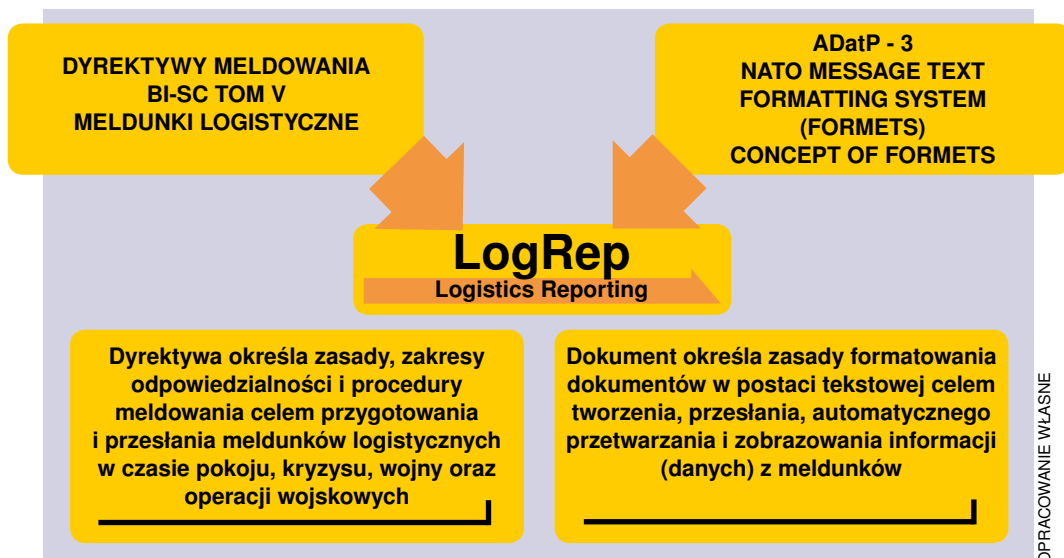 DYREKTYWY MELDOWANIA
BI-SC TOM V
MELDUNKI LOGISTYCZNE
ADatP - 3
NATO MESSAGE TEXT
FORMATTING SYSTEM
(FORMETS)
CONCEPT OF FORMETS
LogRep
Logistics Reporting
Dyrektywa określa zasady, zakresy
odpowiedzialności i procedury
meldowania celem przygotowania
i przesłania meldunków logistycznych
w czasie pokoju, kryzysu, wojny oraz
operacji wojskowych
Dokument określa zasady formatowania
dokumentów w postaci tekstowej celem
tworzenia, przesłania, automatycznego
przetwarzania i zobrazowania informacji
(danych) z meldunków
OPRACOWANIE WŁASNE